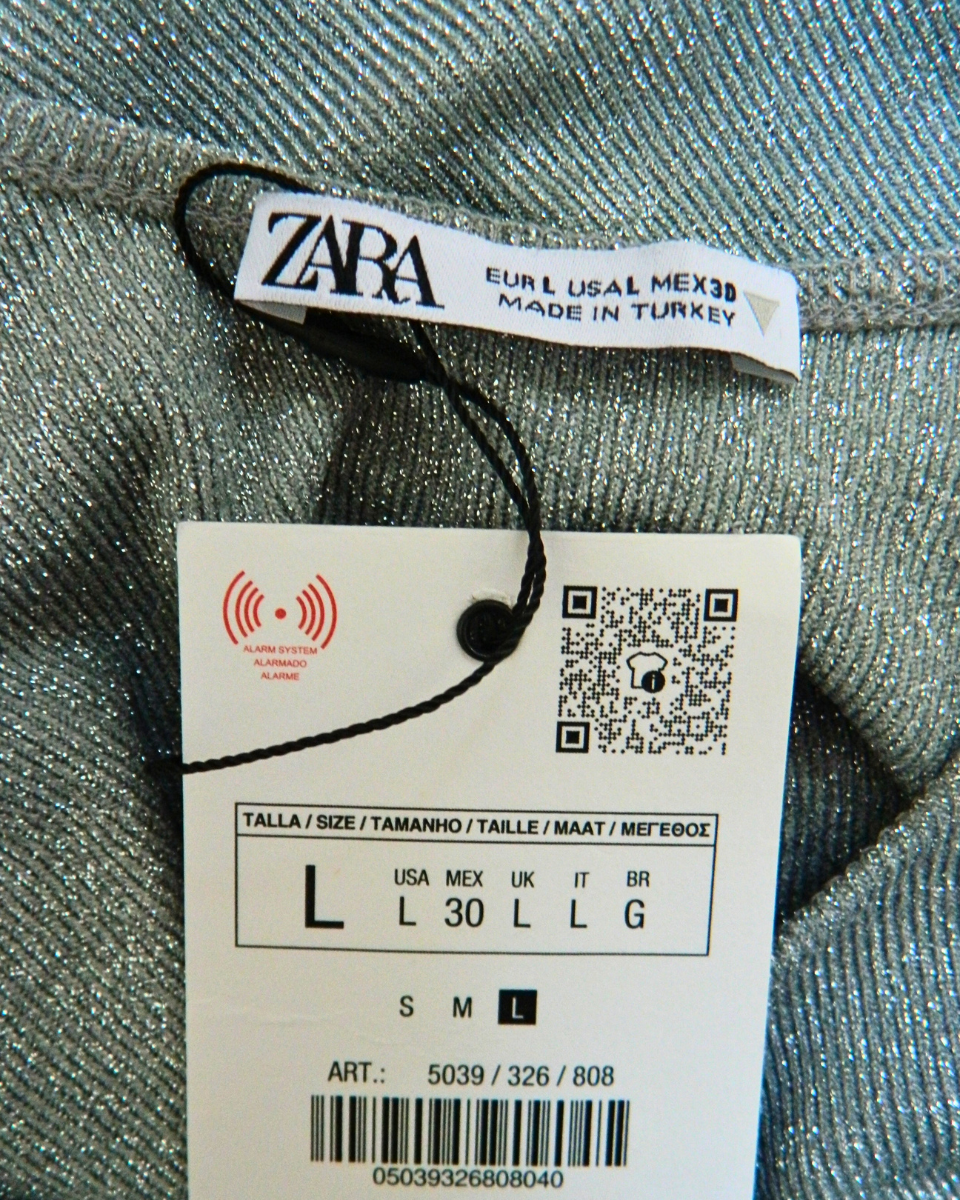 ZARA
EUR L USA L MEX 30
MADE IN TURKEY
ALARM SYSTEM
ALARMADO
ALARME
i
TALLA / SIZE / TAMANHO / TAILLE / MAAT / ΜΕΓΕΘΟΣ
USA MEX UK IT BR
L L 30 L L G
S M L
ART.: 5039 / 326 / 808
05039326808040